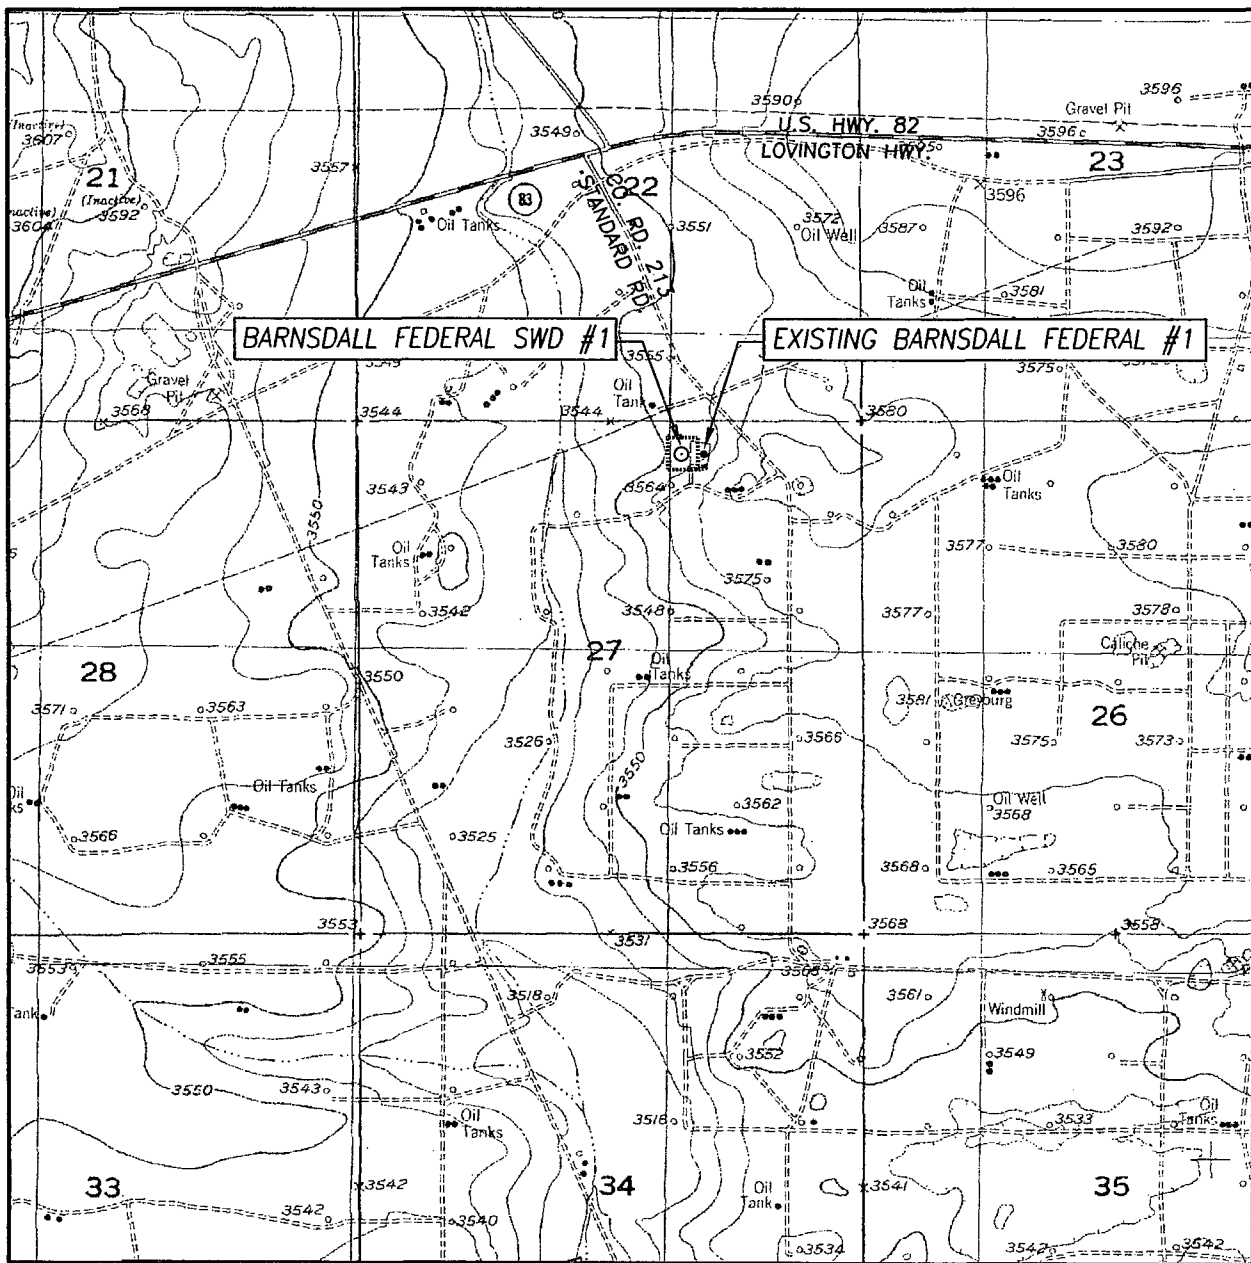 3596
3590
Gravel Pit
3549
U.S. HWY. 82
3596
(Inactive)
3607
LOVINGTON HWY.
3557
21
22
23
(Inactive)
3592
3604
83
CO. RD. 213
STANDARD RD.
3596
Oil Tanks
3551
3572
Oil Well
3587
3592
Oil
Tanks
3581
BARNSDALL FEDERAL SWD #1
EXISTING BARNSDALL FEDERAL #1
3555
3575
Gravel
Pit
Oil
Tank
3568
3544
3544
3580
3543
3564
Oil
Tanks
3550
Oil
Tanks
3577
3580
3575
3542
3548
3577
3578
Caliche
Pit
27
Oil
Tanks
28
3550
3581
Greyburg
26
3571
3563
3526
3566
3575
3573
3550
Oil Tanks
3562
Oil Well
3568
3566
3525
Oil Tanks
3556
3568
3565
3553
3531
3568
3558
3553
3555
3565
3518
3561
Windmill
Tank
3552
3549
3550
3543
Oil
Tanks
3518
3533
Oil
Tanks
33
3542
34
Oil
Tank
3541
35
3542
3540
3534
3542
3542